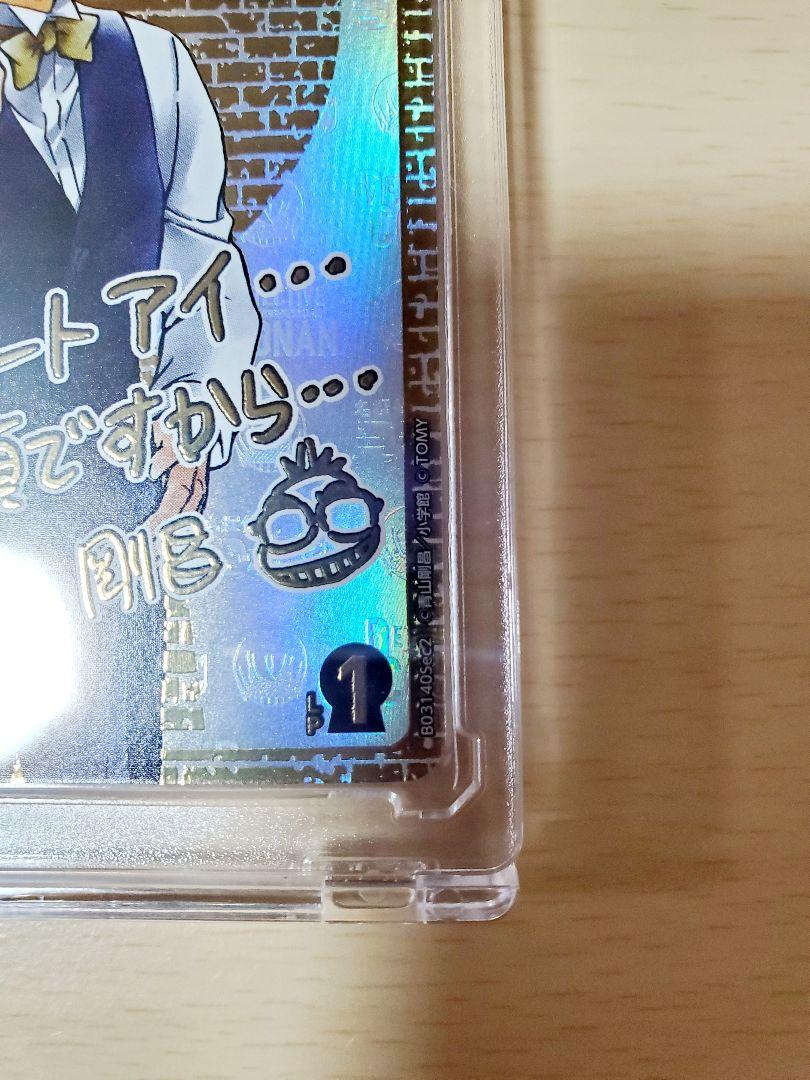 ート アイ・・・
頁ですから・・・
剛昌
1
B03140Sec2 ©青山剛昌／小学館 © TOMY